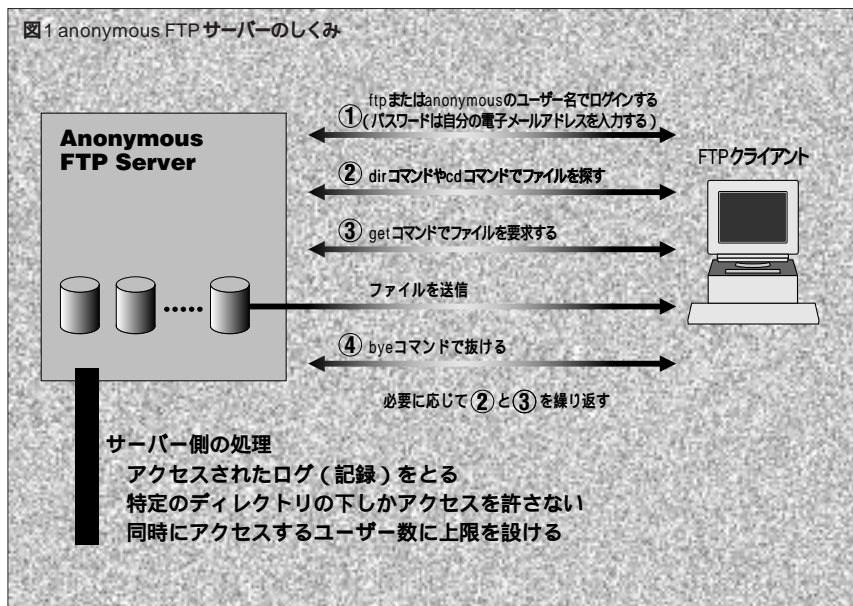 図1 anonymous FTPサーバーのしくみ
ftpまたはanonymousのユーザー名でログインする
①(パスワードは自分の電子メールアドレスを入力する)
Anonymous
FTP Server
FTPクライアント
② dirコマンドやcdコマンドでファイルを探す
③ getコマンドでファイルを要求する
ファイルを送信
④ byeコマンドで抜ける
必要に応じて②と③を繰り返す
サーバー側の処理
アクセスされたログ(記録)をとる
特定のディレクトリの下しかアクセスを許さない
同時にアクセスするユーザー数に上限を設ける